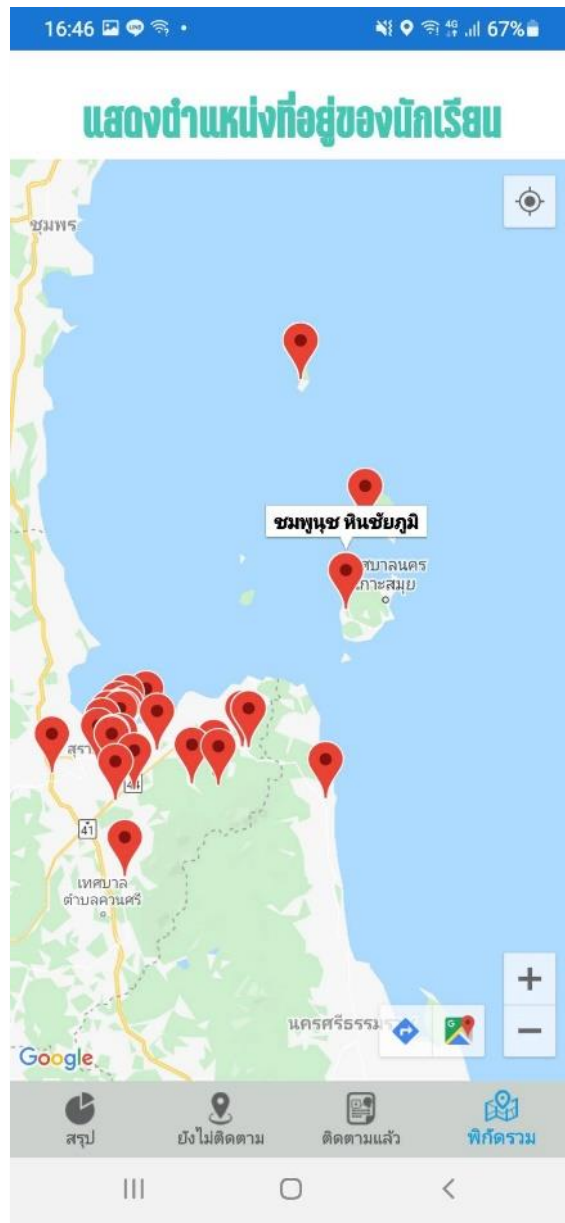 16:46
4G
67%
แสดงตำแหน่งที่อยู่ของนักเรียน
ชุมพร
ชมพูนุช หินชัยภูมิ
เกาะสมุย
41
เทศบาล
ตำบลควนศรี
นครศรีธรรม
Google
สรุป
ยังไม่ติดตาม
ติดตามแล้ว
พิกัดรวม